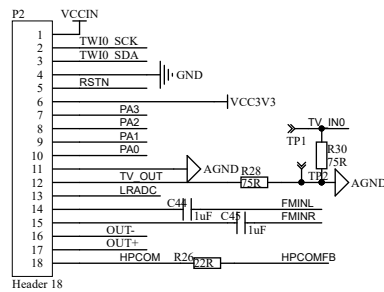 P2 VCCIN
1
2 TWI0_SCK
3 TWI0_SDA
4 GND
5 RSTN
6 VCC3V3
7 PA3
8 PA2 TP1 TV_IN0
9 PA1 R30
10 PA0 75R
11 AGND
12 TV_OUT R28 75R TP2 AGND
13 LRADC
14 C44 1uF FMINL
15 C45 1uF FMINR
16 OUT-
17 OUT+
18 HPCOM R26 22R HPCOMFB
Header 18